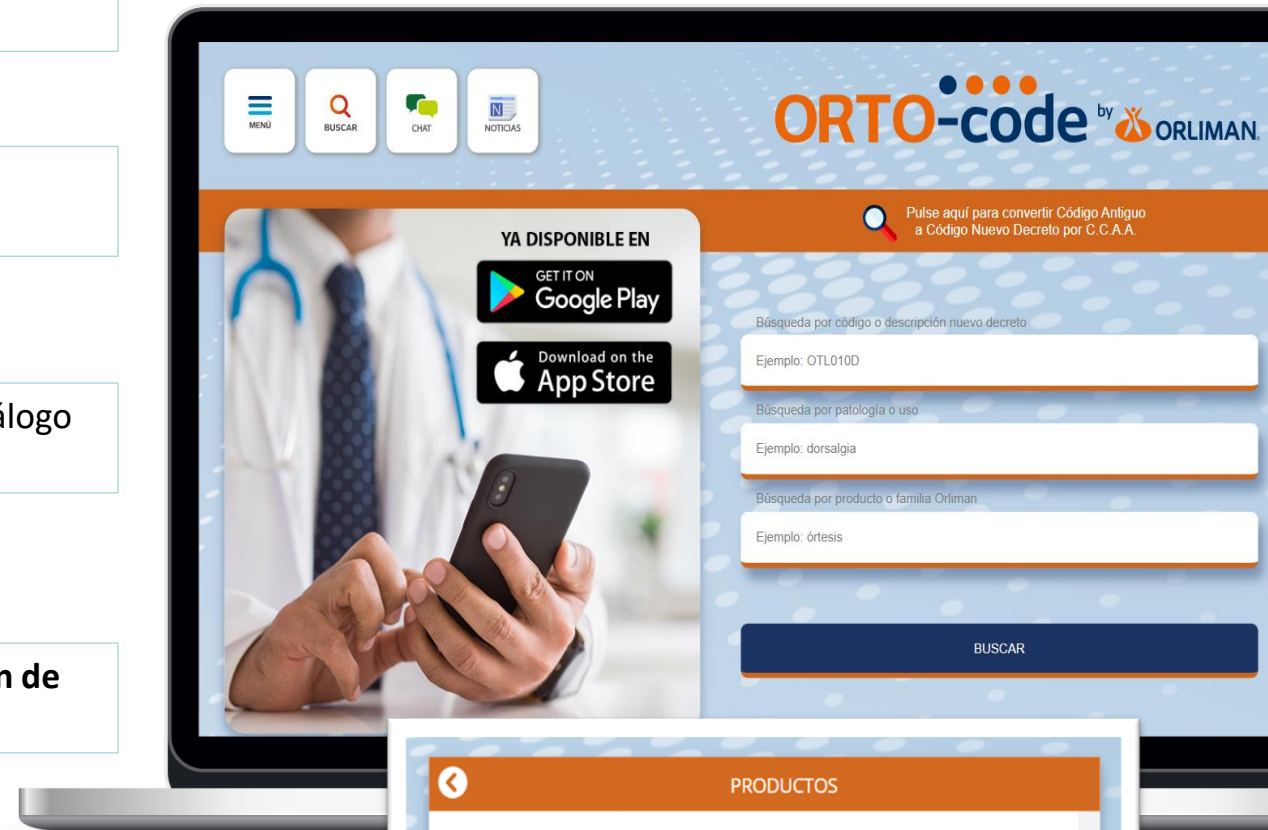 álogo
n de
MENÚ
BUSCAR
CHAT
N
NOTICIAS
ORTO-code by ORLIMAN
Pulse aquí para convertir Código Antiguo
a Código Nuevo Decreto por C.C.A.A.
YA DISPONIBLE EN
GET IT ON
Google Play
Download on the
App Store
Búsqueda por código o descripción nuevo decreto
Ejemplo: OTL010D
Búsqueda por patología o uso
Ejemplo: dorsalgia
Búsqueda por producto o familia Orliman
Ejemplo: órtesis
BUSCAR
PRODUCTOS